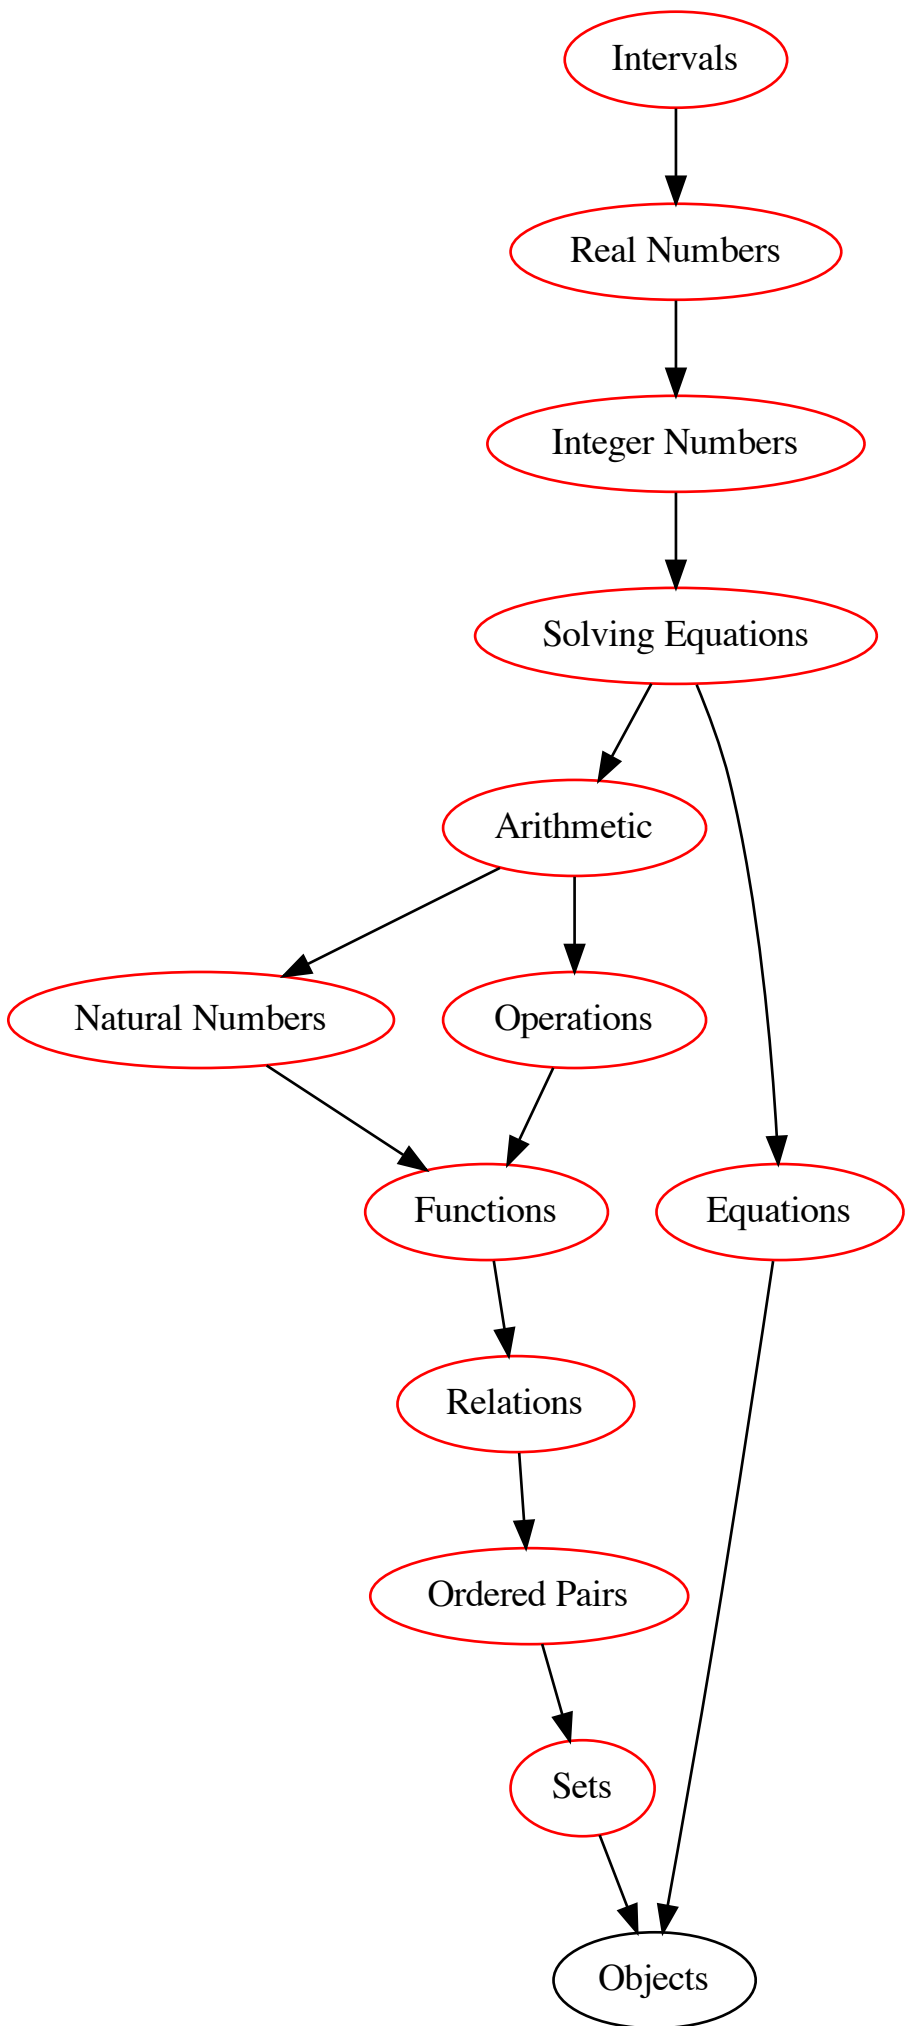 Intervals
Real Numbers
Integer Numbers
Solving Equations
Arithmetic
Natural Numbers
Operations
Functions
Equations
Relations
Ordered Pairs
Sets
Objects